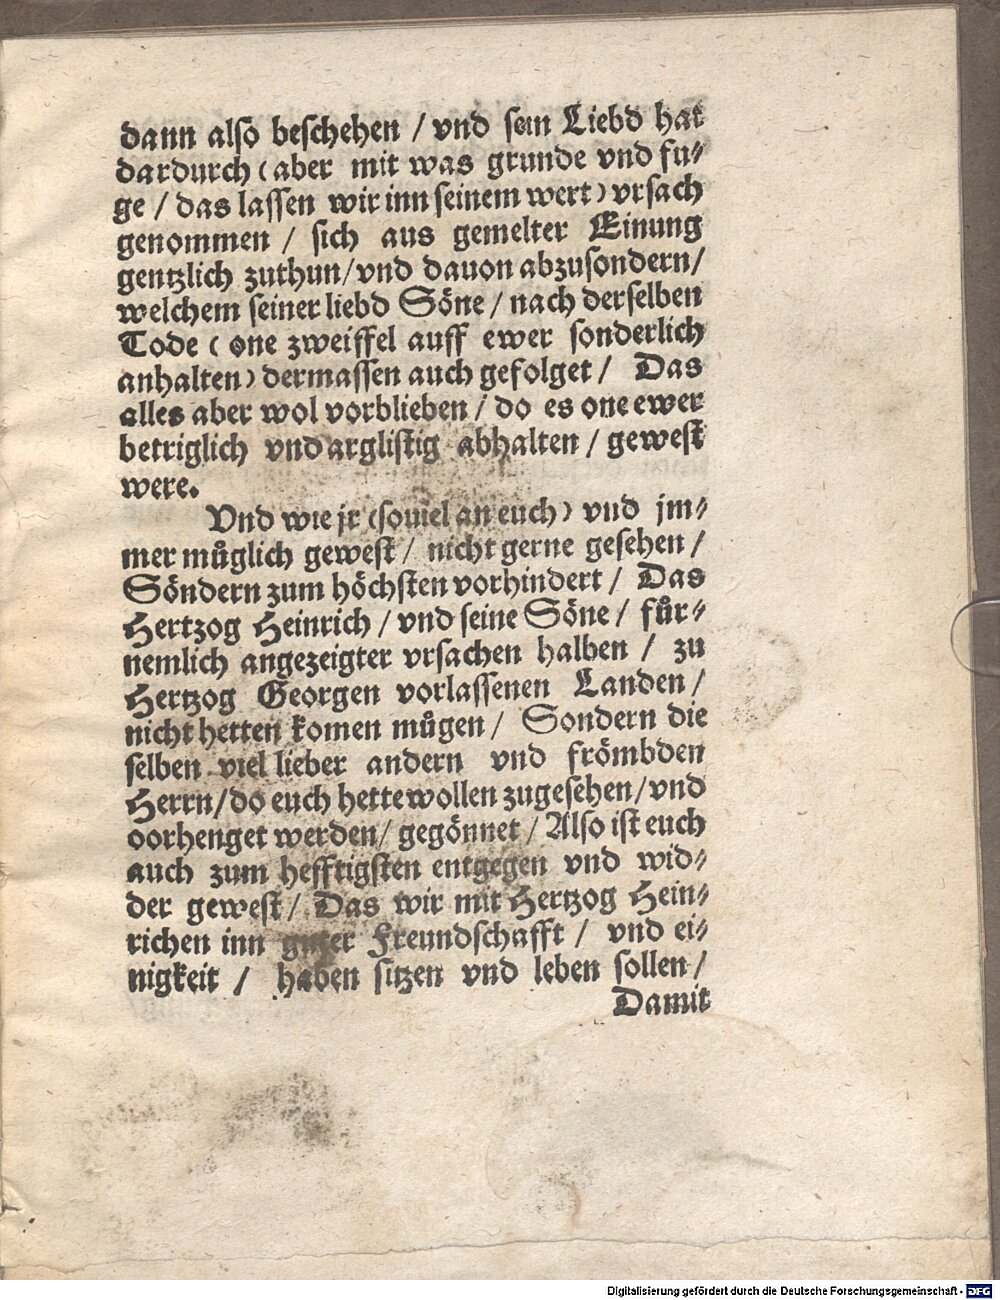 dann also beschehen / vnd sein Liebd hat
dardurch (aber mit was grunde vnd fu-
ge / das lassen wir inn seinem wert) vrsach
genommen / sich aus gemelter Einung
gentzlich zuthun/vnd dauon abzusondern/
welchem seiner liebd Söne / nach derselben
Tode ( one zweiffel auff ewer sonderlich
anhalten) dermassen auch gefolget / Das
alles aber wol vorblieben / do es one ewer
betriglich vnd arglistig abhalten / gewest
were.
Vnd wie jr (souiel an euch) vnd jm-
mer můglich gewest / nicht gerne gesehen /
Söndern zum höchsten vorhindert / Das
Hertzog Heinrich / vnd seine Söne / fůr-
nemlich angezeigter vrsachen halben / zu
Hertzog Georgen vorlassenen Landen /
nicht hetten komen můgen / Sondern die
selben viel lieber andern vnd frömbden
Herrn/do euch hette wollen zugesehen/vnd
oorhenget werden/ gegönnet / Also ist euch
auch zum hefftigsten entgegen vnd wid-
der gewest / Das wir mit Hertzog Hein-
richen inn guter Freundschafft / vnd ei-
nigkeit / haben sitzen vnd leben sollen /
Damit
Digitalisierung gefördert durch die Deutsche Forschungsgemeinschaft - DFG